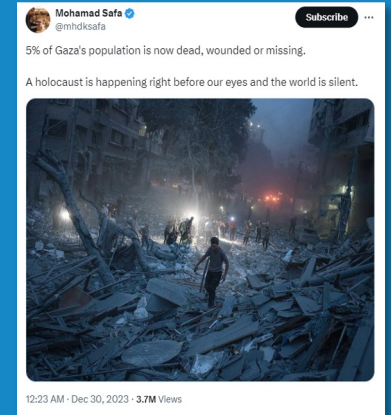 Mohamad Safa
@mhdksafa
Subscribe
5% of Gaza's population is now dead, wounded or missing.
A holocaust is happening right before our eyes and the world is silent.
12:23 AM · Dec 30, 2023 · 3.7M Views